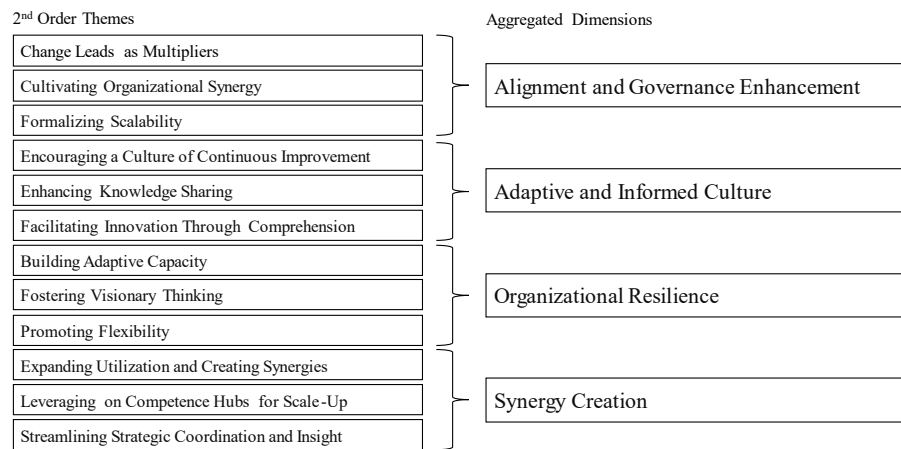 2nd Order Themes
Aggregated Dimensions
Change Leads as Multipliers
Cultivating Organizational Synergy
Formalizing Scalability
Alignment and Governance Enhancement
Encouraging a Culture of Continuous Improvement
Enhancing Knowledge Sharing
Facilitating Innovation Through Comprehension
Adaptive and Informed Culture
Building Adaptive Capacity
Fostering Visionary Thinking
Promoting Flexibility
Organizational Resilience
Expanding Utilization and Creating Synergies
Leveraging on Competence Hubs for Scale-Up
Streamlining Strategic Coordination and Insight
Synergy Creation